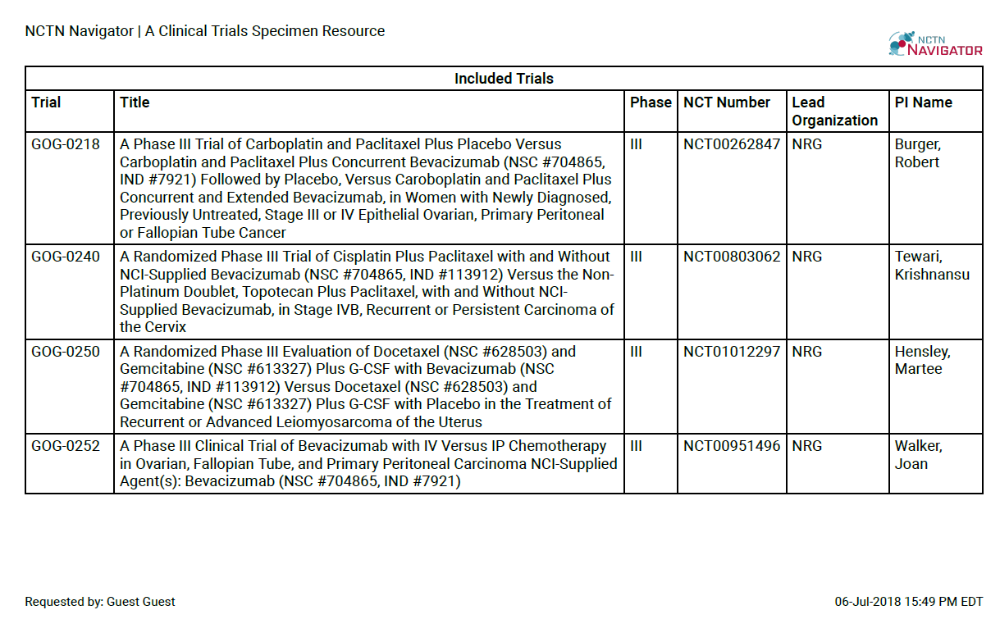 NCTN Navigator | A Clinical Trials Specimen Resource
NCTN
NAVIGATOR
Included Trials
Trial Title Phase NCT Number Lead Organization PI Name
GOG-0218
A Phase III Trial of Carboplatin and Paclitaxel Plus Placebo Versus
Carboplatin and Paclitaxel Plus Concurrent Bevacizumab (NSC #704865,
IND #7921) Followed by Placebo, Versus Caroboplatin and Paclitaxel Plus
Concurrent and Extended Bevacizumab, in Women with Newly Diagnosed,
Previously Untreated, Stage III or IV Epithelial Ovarian, Primary Peritoneal
or Fallopian Tube Cancer
III
NCT00262847
NRG
Burger,
Robert
GOG-0240
A Randomized Phase III Trial of Cisplatin Plus Paclitaxel with and Without
NCI-Supplied Bevacizumab (NSC #704865, IND #113912) Versus the Non-
Platinum Doublet, Topotecan Plus Paclitaxel, with and Without NCI-
Supplied Bevacizumab, in Stage IVB, Recurrent or Persistent Carcinoma of
the Cervix
III
NCT00803062
NRG
Tewari,
Krishnansu
GOG-0250
A Randomized Phase III Evaluation of Docetaxel (NSC #628503) and
Gemcitabine (NSC #613327) Plus G-CSF with Bevacizumab (NSC
#704865, IND #113912) Versus Docetaxel (NSC #628503) and
Gemcitabine (NSC #613327) Plus G-CSF with Placebo in the Treatment of
Recurrent or Advanced Leiomyosarcoma of the Uterus
III
NCT01012297
NRG
Hensley,
Martee
GOG-0252
A Phase III Clinical Trial of Bevacizumab with IV Versus IP Chemotherapy
in Ovarian, Fallopian Tube, and Primary Peritoneal Carcinoma NCI-Supplied
Agent(s): Bevacizumab (NSC #704865, IND #7921)
III
NCT00951496
NRG
Walker,
Joan
Requested by: Guest Guest
06-Jul-2018 15:49 PM EDT